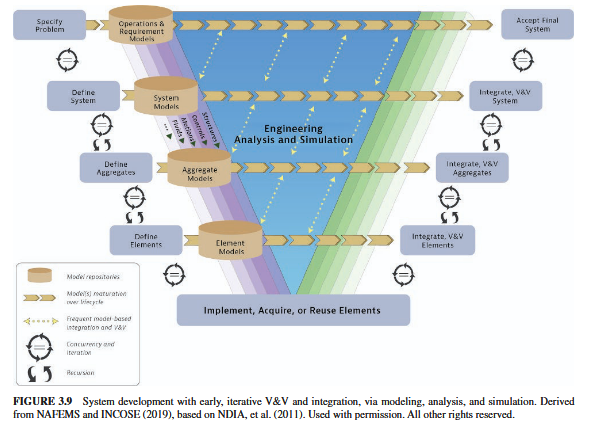 Specify
Problem
Operations &
Requirement
Models
Accept Final
System
Define
System
System
Models
Integrate, V&V
System
Structures
Controls
Motions
Fluids
...
Engineering
Analysis and Simulation
Define
Aggregates
Aggregate
Models
Integrate, V&V
Aggregates
Define
Elements
Element
Models
Integrate, V&V
Elements
Implement, Acquire, or Reuse Elements
Model repositories
Model(s) maturation
over lifecycle
Frequent model-based
integration and V&V
Concurrency and
iteration
Recursion
FIGURE 3.9 System development with early, iterative V&V and integration, via modeling, analysis, and simulation. Derived
from NAFEMS and INCOSE (2019), based on NDIA, et al. (2011). Used with permission. All other rights reserved.